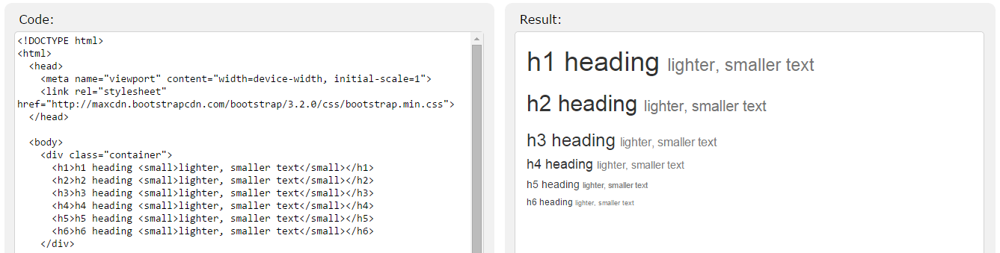 Code:
<!DOCTYPE html>
<html>
  <head>
    <meta name="viewport" content="width=device-width, initial-scale=1">
    <link rel="stylesheet"
href="http://maxcdn.bootstrapcdn.com/bootstrap/3.2.0/css/bootstrap.min.css">
  </head>
  <body>
    <div class="container">
      <h1>h1 heading <small>lighter, smaller text</small></h1>
      <h2>h2 heading <small>lighter, smaller text</small></h2>
      <h3>h3 heading <small>lighter, smaller text</small></h3>
      <h4>h4 heading <small>lighter, smaller text</small></h4>
      <h5>h5 heading <small>lighter, smaller text</small></h5>
      <h6>h6 heading <small>lighter, smaller text</small></h6>
    </div>
Result:
h1 heading lighter, smaller text
h2 heading lighter, smaller text
h3 heading lighter, smaller text
h4 heading lighter, smaller text
h5 heading lighter, smaller text
h6 heading lighter, smaller text